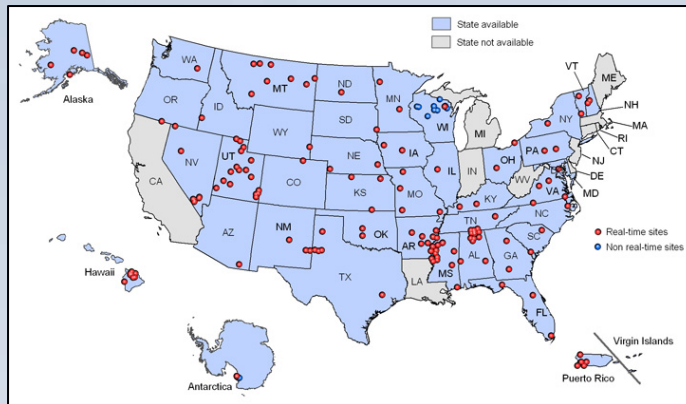 State available
State not available
VT
ME
WA
MT
ND
MN
Alaska
OR
ID
WI
NY
NH
SD
MA
WY
MI
RI
CT
IA
PA
NJ
NV
UT
NE
IL
IN
OH
DE
CA
CO
WV
MD
KS
MO
VA
KY
NC
TN
Real-time sites
AZ
NM
OK
AR
SC
Non real-time sites
MS
AL
GA
Hawaii
TX
LA
FL
Virgin Islands
Antarctica
Puerto Rico